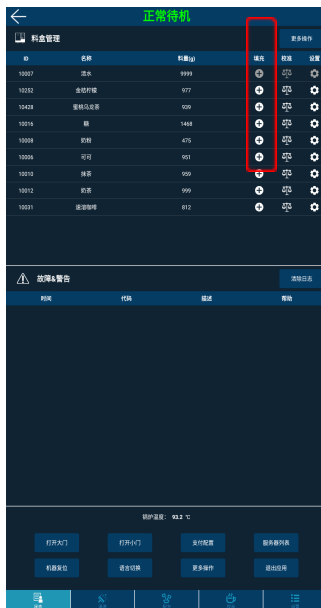 正常待机
料盒管理 更多操作
ID 名称 料量(g) 填充 校准 设置
10007 清水 9999
10252 金桔柠檬 977
10428 蜜桃乌龙茶 939
10016 糖 1468
10008 奶粉 475
10006 可可 951
10010 抹茶 959
10012 奶茶 999
10031 速溶咖啡 812
故障&警告 清除日志
时间 代码 描述 帮助
锅炉温度: 93.2 ℃
打开大门 打开小门 支付配置 服务器列表
机器复位 语言切换 更多操作 退出应用